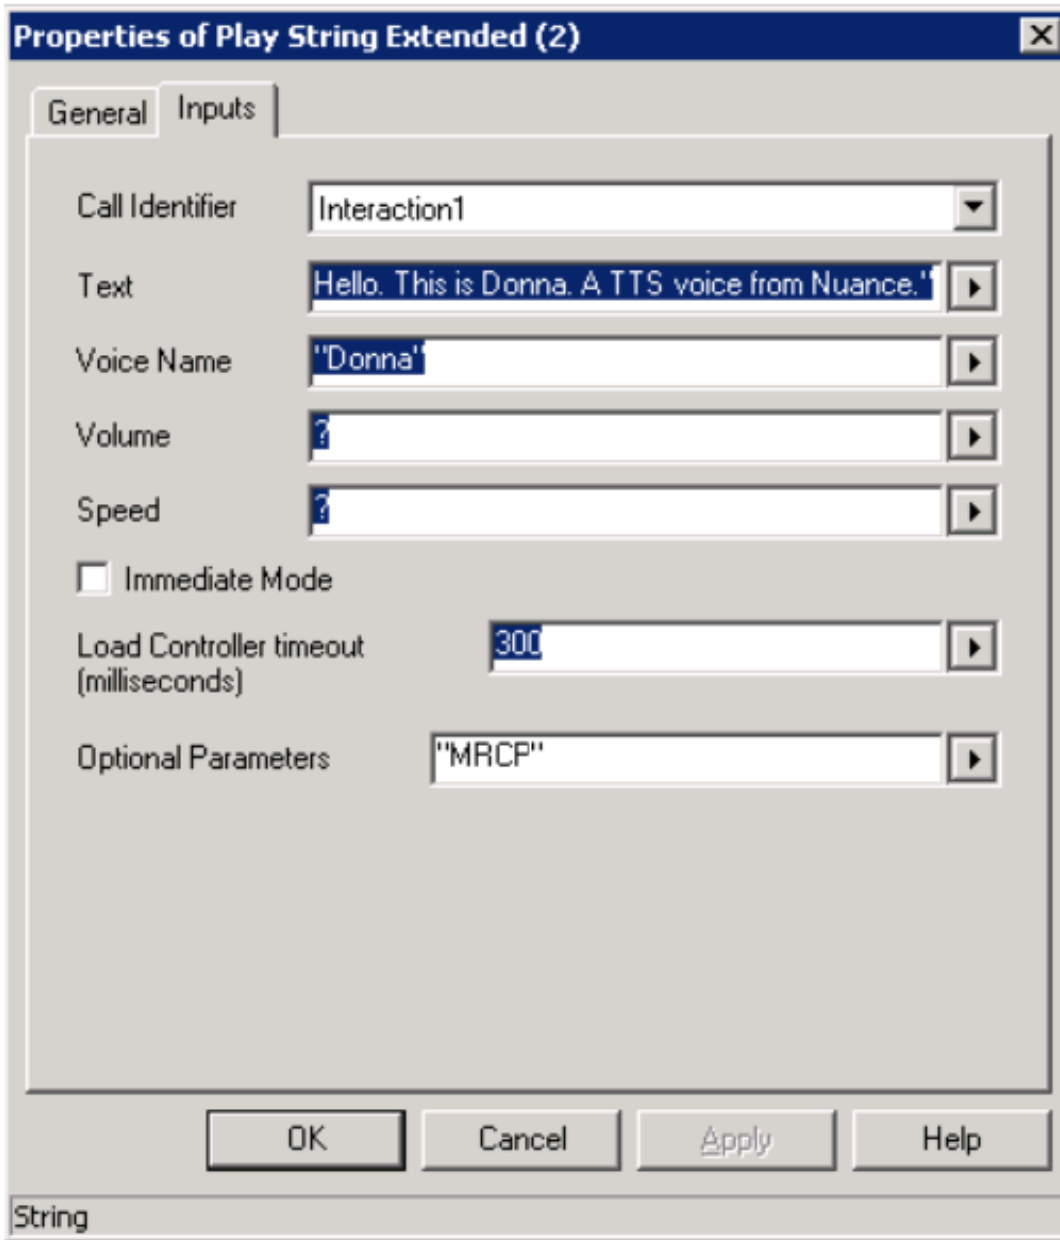 Properties of Play String Extended (2)
General Inputs
Call Identifier Interaction1
Text Hello. This is Donna. A TTS voice from Nuance."
Voice Name "Donna"
Volume ?
Speed ?
Immediate Mode
Load Controller timeout 300
(milliseconds)
Optional Parameters "MRCP"
OK Cancel Apply Help
String